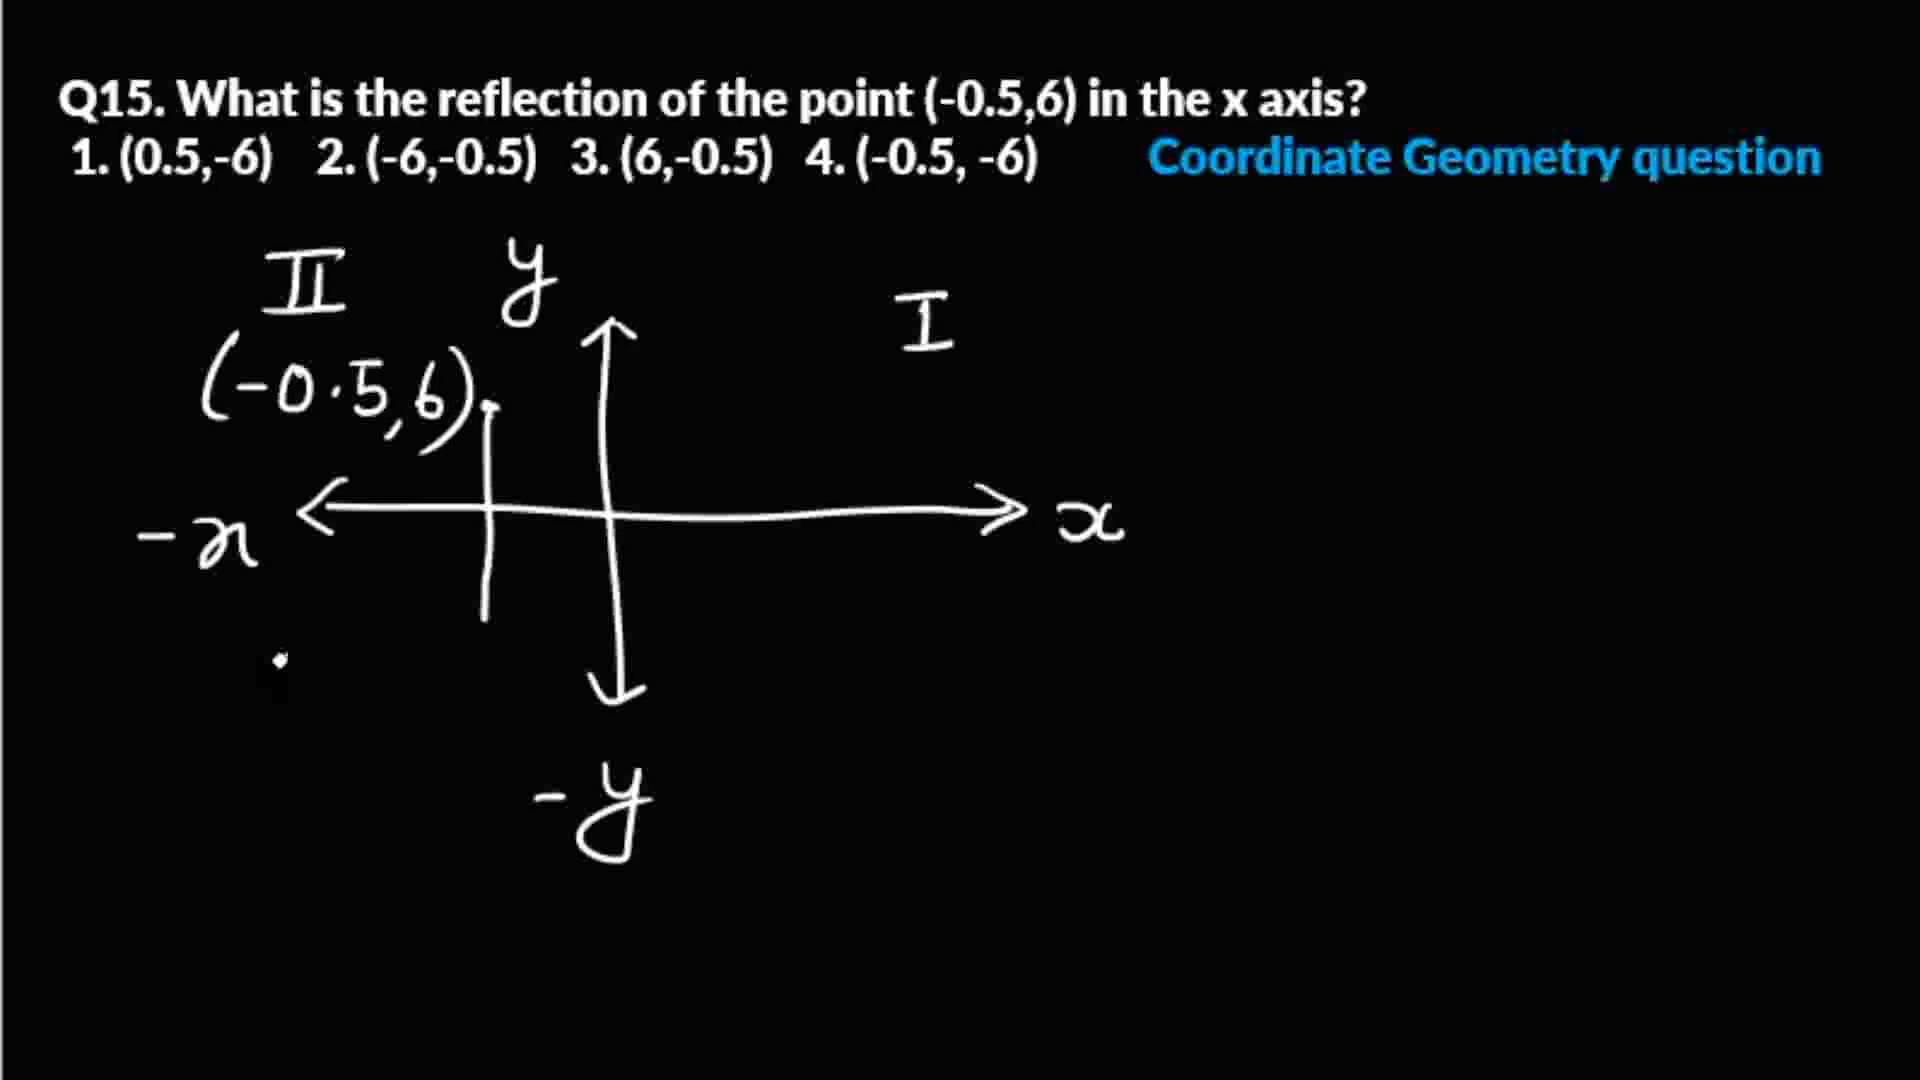 Q15. What is the reflection of the point (-0.5,6) in the x axis?
1. (0.5,-6) 2. (-6,-0.5) 3. (6,-0.5) 4. (-0.5, -6) Coordinate Geometry question
II y
I
(-0.5,6)
-x x
-y